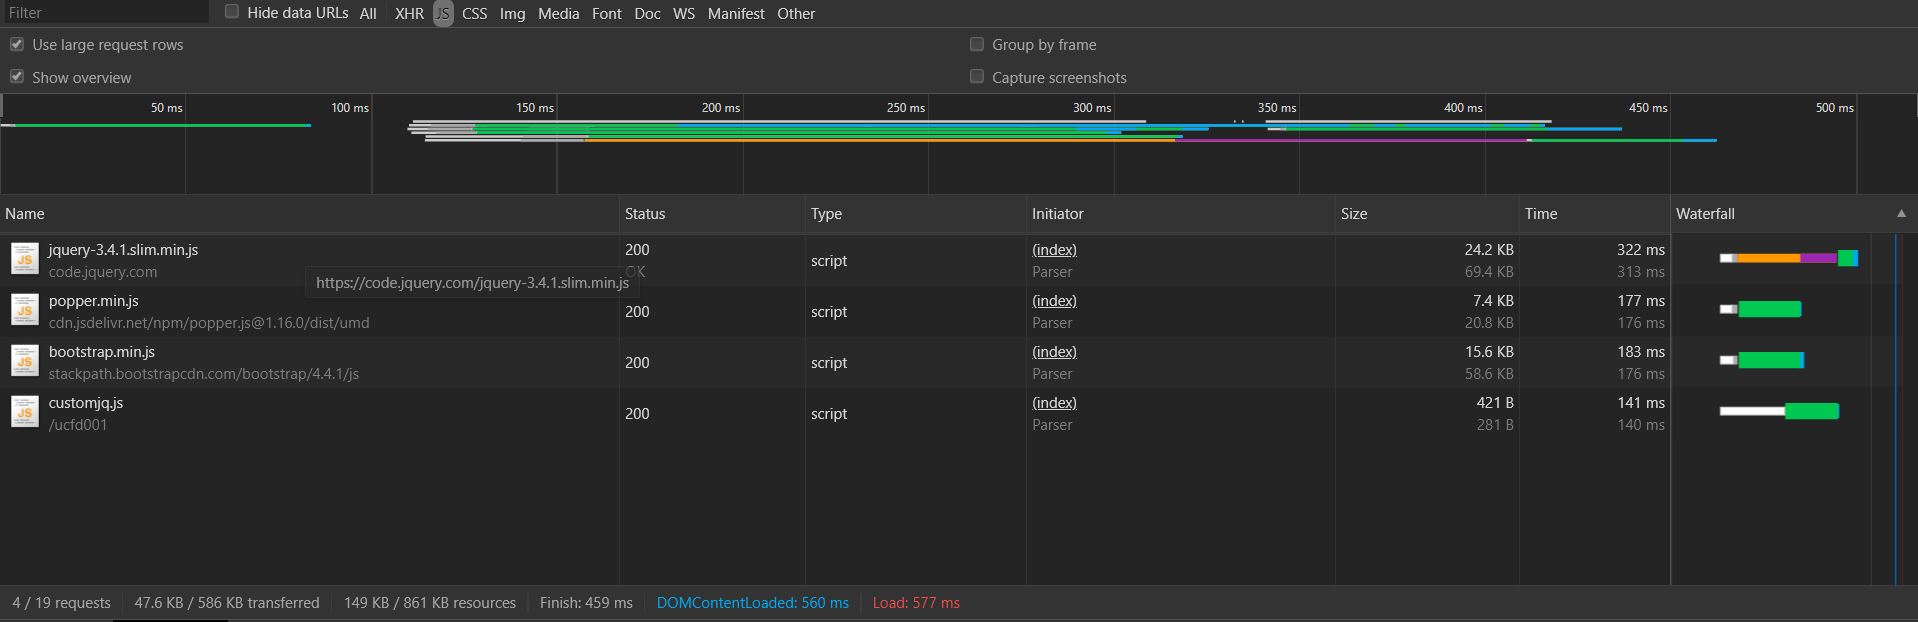 Filter Hide data URLs All XHR JS CSS Img Media Font Doc WS Manifest Other
Use large request rows Group by frame
Show overview Capture screenshots
50 ms 100 ms 150 ms 200 ms 250 ms 300 ms 350 ms 400 ms 450 ms 500 ms
Name Status Type Initiator Size Time Waterfall
jquery-3.4.1.slim.min.js 200 script (index) 24.2 KB 322 ms
code.jquery.com OK Parser 69.4 KB 313 ms
https://code.jquery.com/jquery-3.4.1.slim.min.js
popper.min.js 200 script (index) 7.4 KB 177 ms
cdn.jsdelivr.net/npm/popper.js@1.16.0/dist/umd Parser 20.8 KB 176 ms
bootstrap.min.js 200 script (index) 15.6 KB 183 ms
stackpath.bootstrapcdn.com/bootstrap/4.4.1/js Parser 58.6 KB 176 ms
customjq.js 200 script (index) 421 B 141 ms
/ucfd001 Parser 281 B 140 ms
4 / 19 requests 47.6 KB / 586 KB transferred 149 KB / 861 KB resources Finish: 459 ms DOMContentLoaded: 560 ms Load: 577 ms